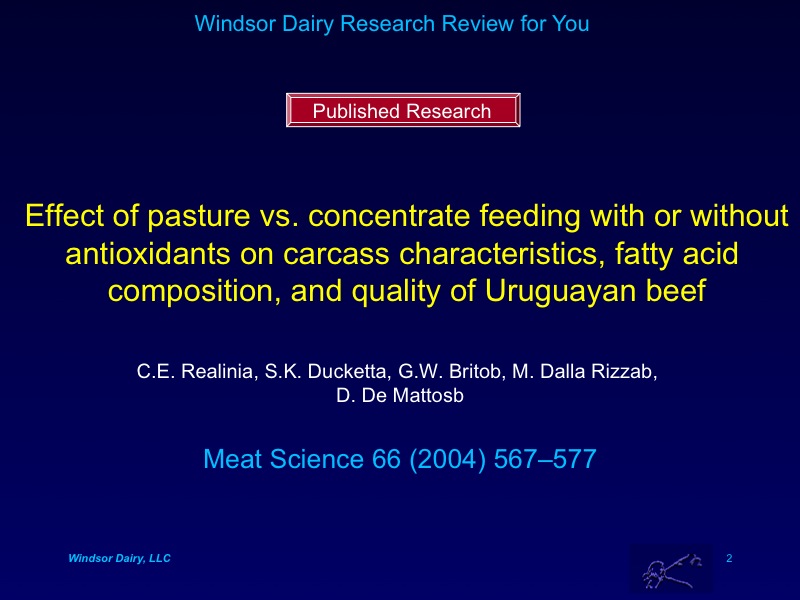 Windsor Dairy Research Review for You
Published Research
Effect of pasture vs. concentrate feeding with or without
antioxidants on carcass characteristics, fatty acid
composition, and quality of Uruguayan beef
C.E. Realinia, S.K. Ducketta, G.W. Britob, M. Dalla Rizzab,
D. De Mattosb
Meat Science 66 (2004) 567–577
Windsor Dairy, LLC
2